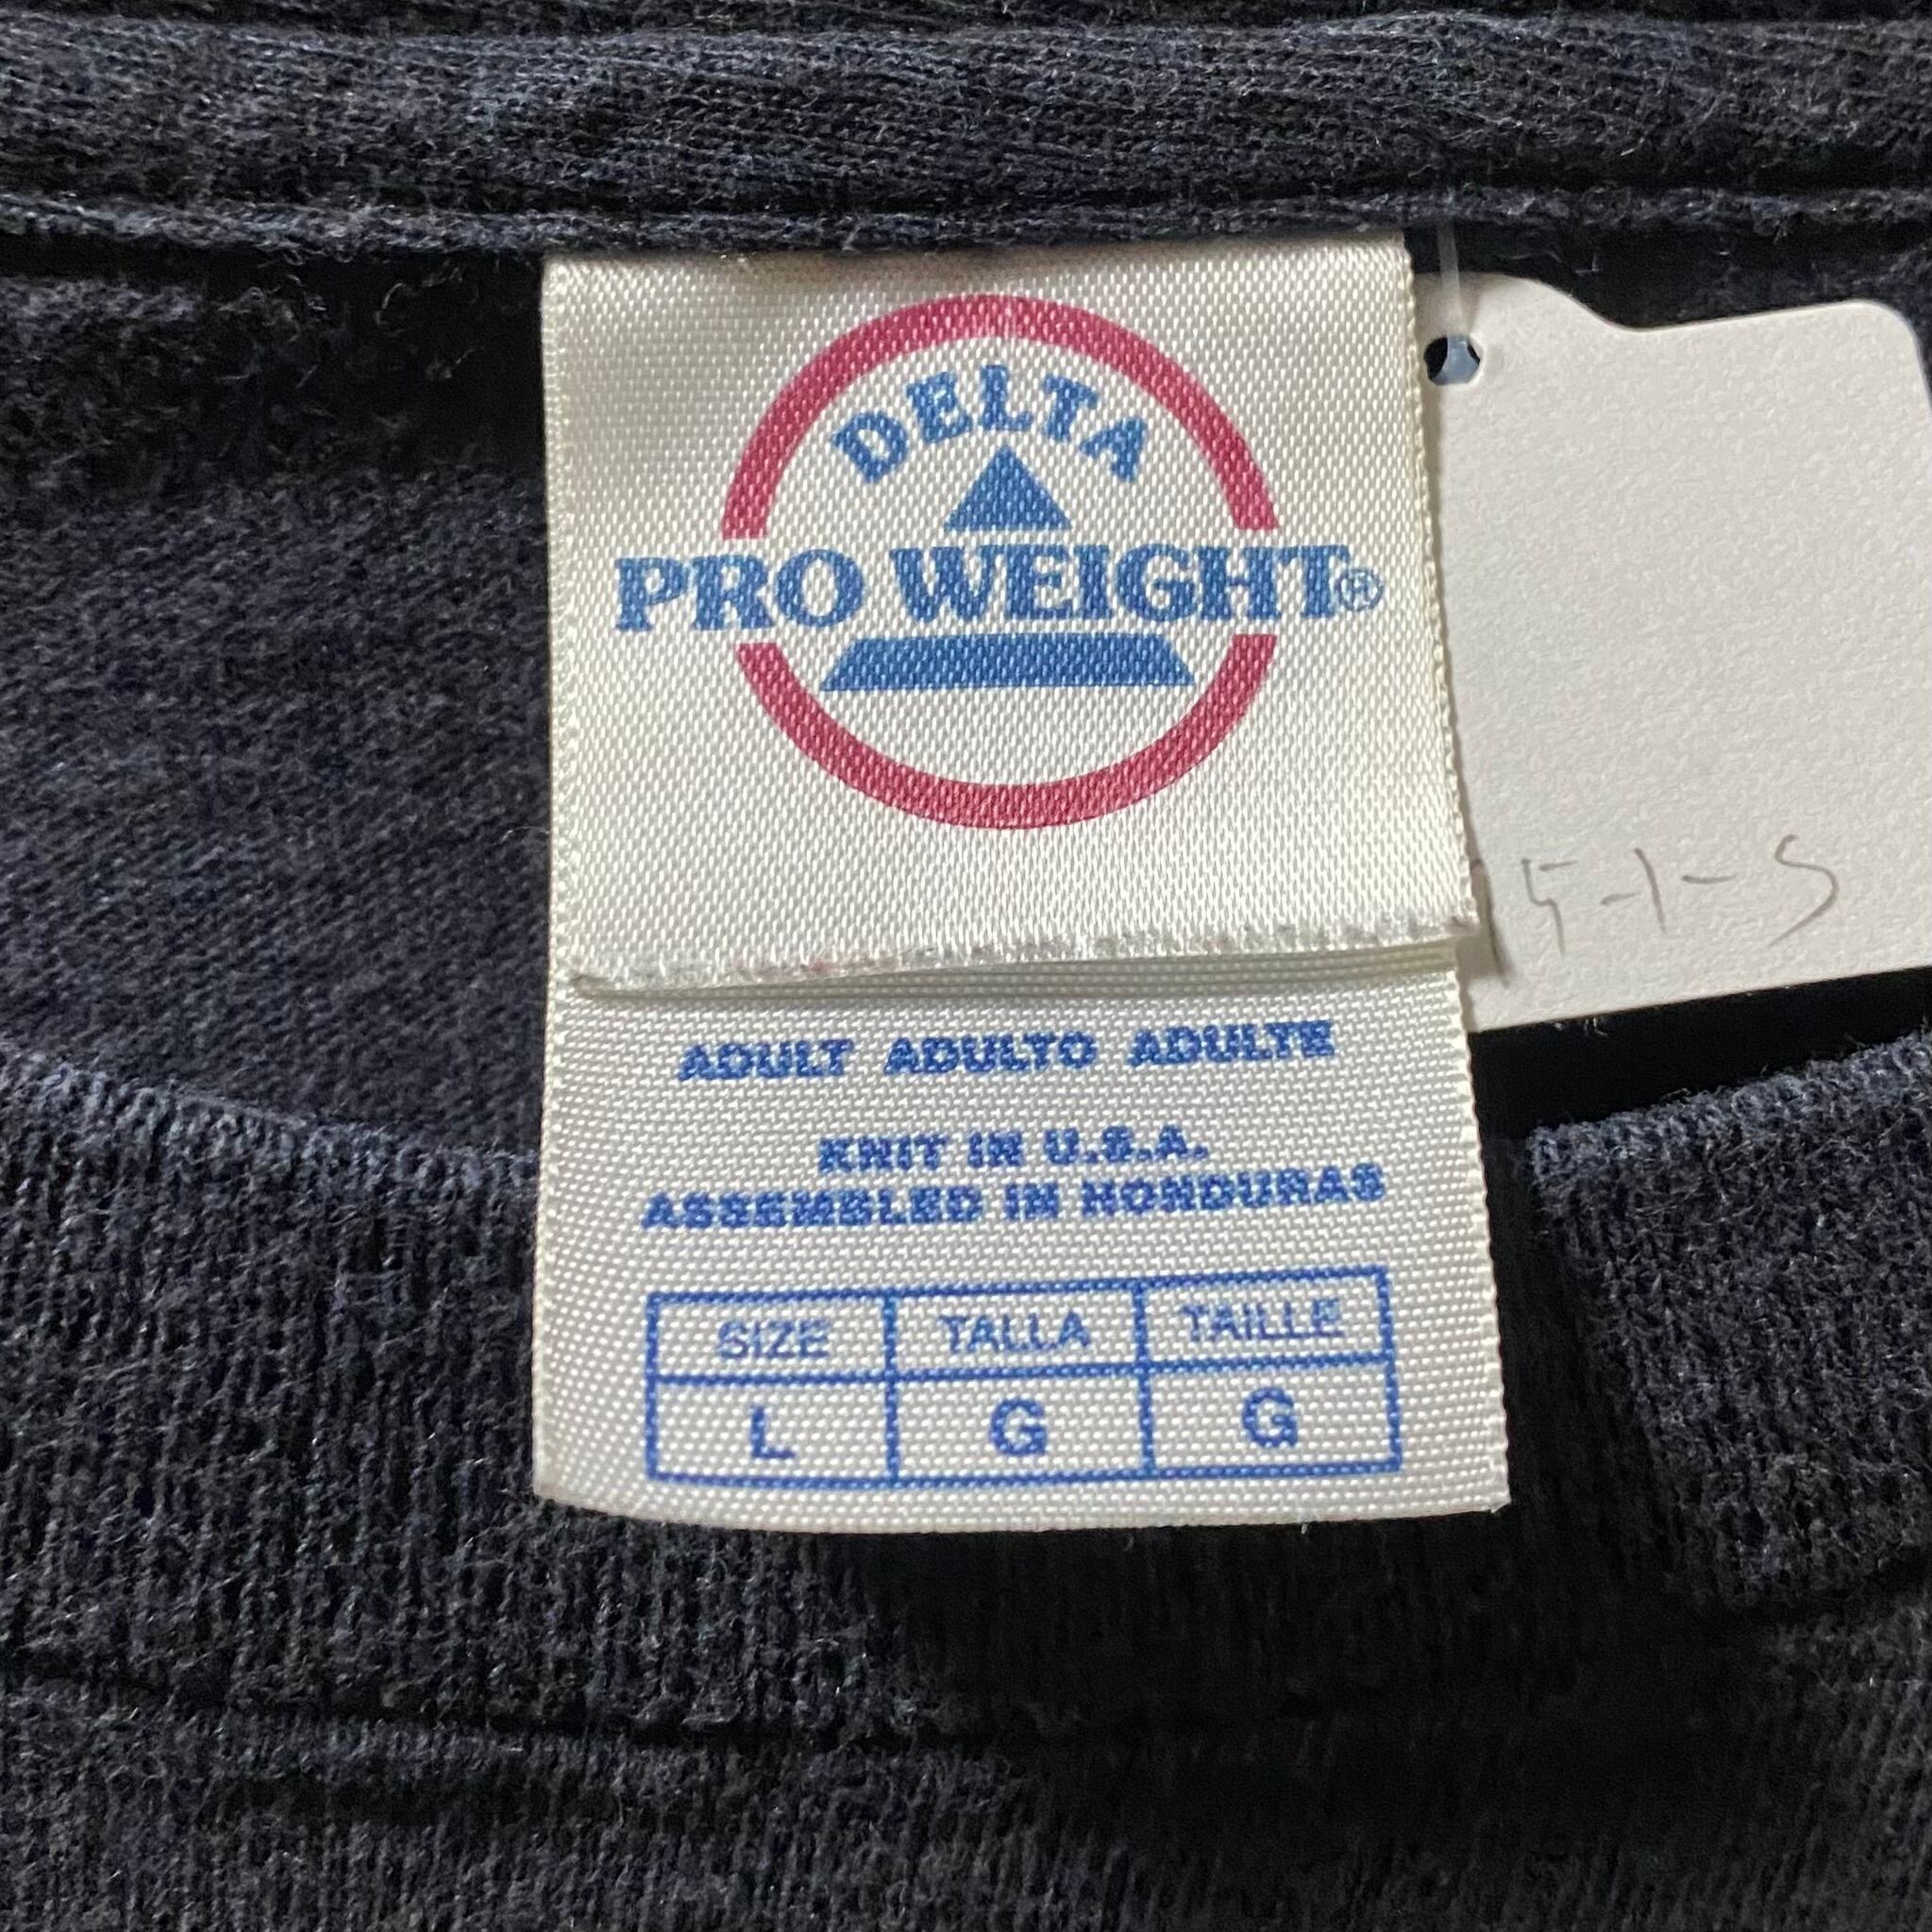 DELTA
PRO WEIGHT®
ADULT ADULTO ADULTE
KNIT IN U.S.A.
ASSEMBLED IN HONDURAS
SIZE TALLA TAILLE
L G G